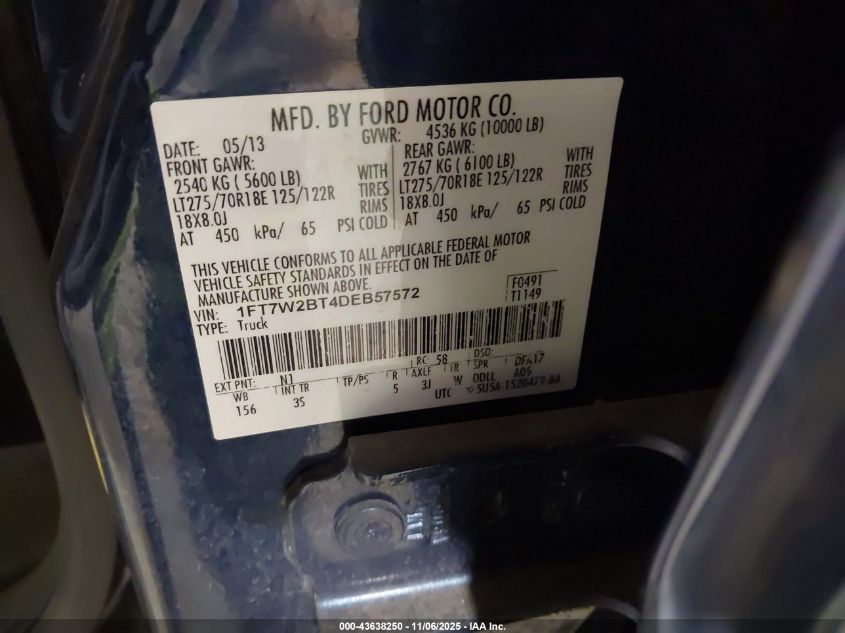 MFD. BY FORD MOTOR CO.
DATE: 05/13 GVWR: 4536 KG (10000 LB)
FRONT GAWR: REAR GAWR:
2540 KG ( 5600 LB) WITH 2767 KG ( 6100 LB) WITH
LT275/70R18E 125/122R TIRES LT275/70R18E 125/122R TIRES
18X8.0J RIMS 18X8.0J RIMS
AT 450 kPa/ 65 PSI COLD AT 450 kPa/ 65 PSI COLD
THIS VEHICLE CONFORMS TO ALL APPLICABLE FEDERAL MOTOR
VEHICLE SAFETY STANDARDS IN EFFECT ON THE DATE OF
MANUFACTURE SHOWN ABOVE.
VIN: 1FT7W2BT4DEB57572 F0491
TYPE: Truck T1149
EXT PNT: N1 RC: 58 DSO:
WB INT TR TP/PS R AXLE TR SPR DFA17
156 3S 5 3J W DDLL A05
UTC 5U5A-1520472-BA
000-43638250 - 11/06/2025 - IAA Inc.